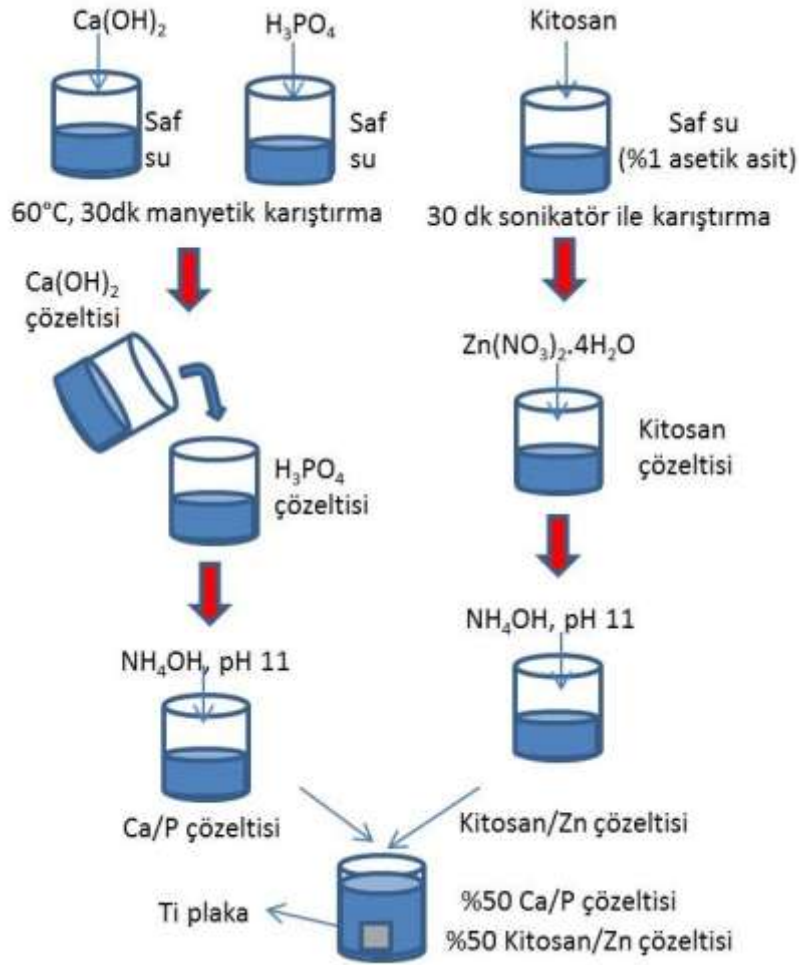 Ca(OH)₂
H₃PO₄
Kitosan
Saf
su
Saf
su
Saf su
(%1 asetik asit)
60°C, 30dk manyetik karıştırma
30 dk sonikatör ile karıştırma
Ca(OH)₂
çözeltisi
Zn(NO₃)₂.4H₂O
Kitosan
çözeltisi
H₃PO₄
çözeltisi
NH₄OH, pH 11
NH₄OH, pH 11
Ca/P çözeltisi
Kitosan/Zn çözeltisi
Ti plaka
%50 Ca/P çözeltisi
%50 Kitosan/Zn çözeltisi